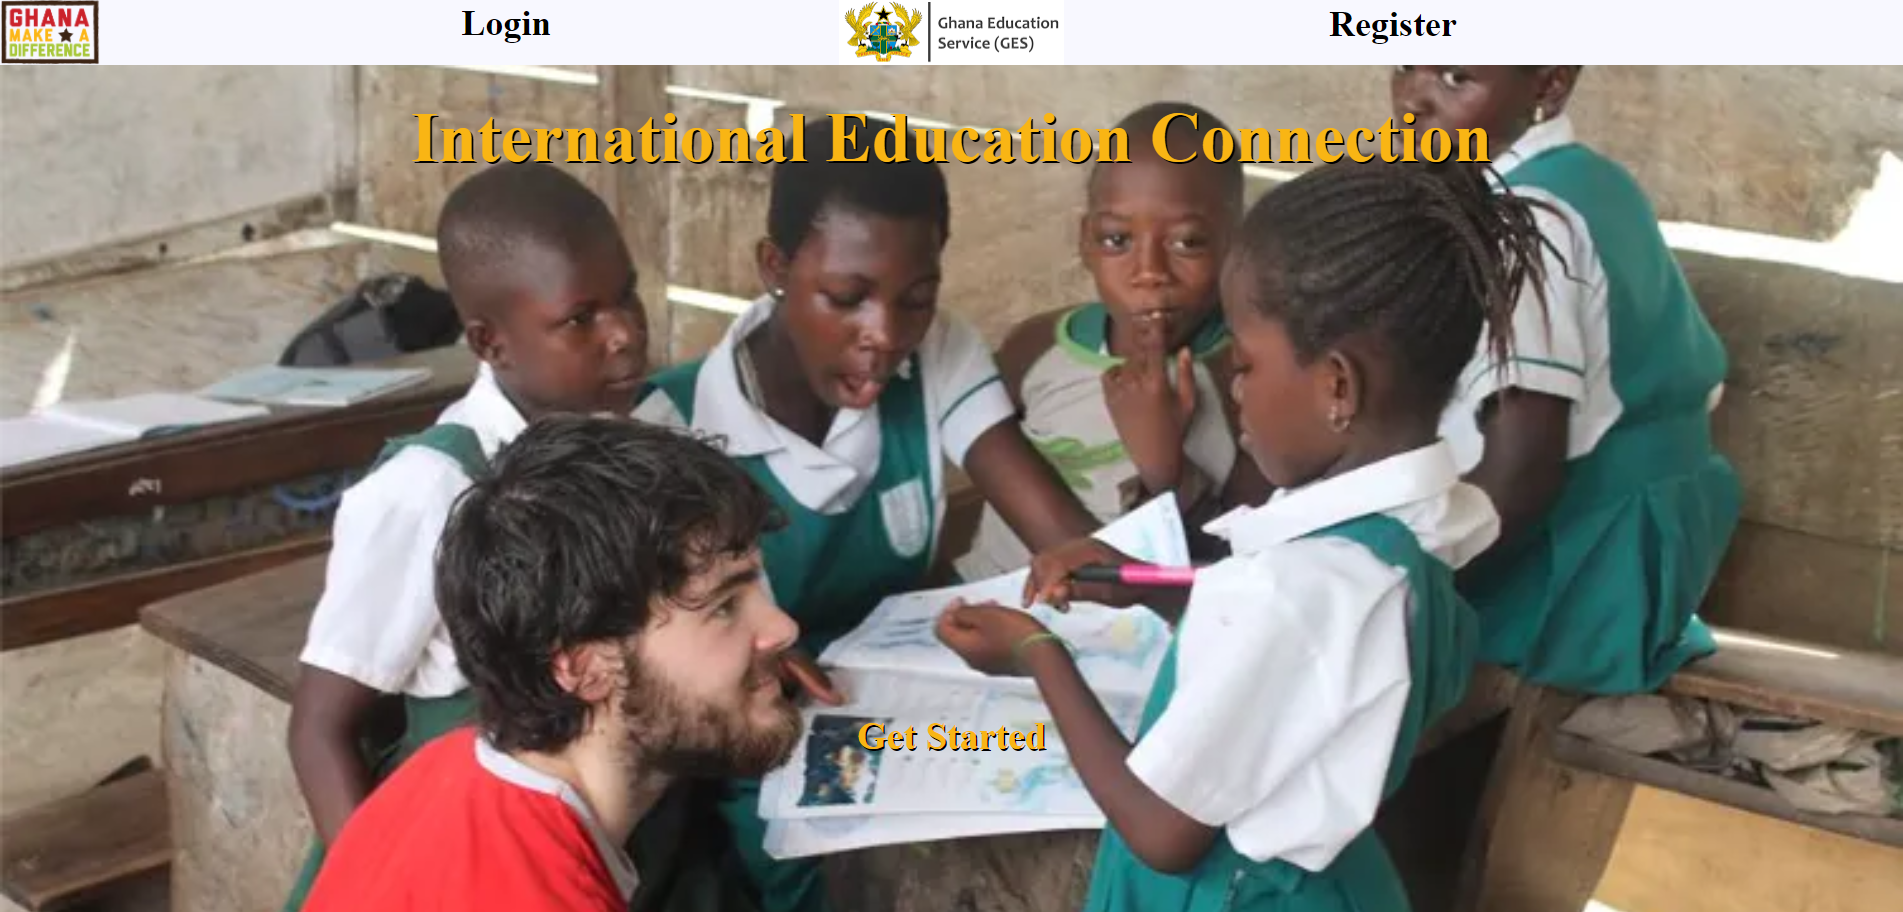 GHANA
MAKE A
DIFFERENCE
Login
Ghana Education
Service (GES)
Register
International Education Connection
Get Started